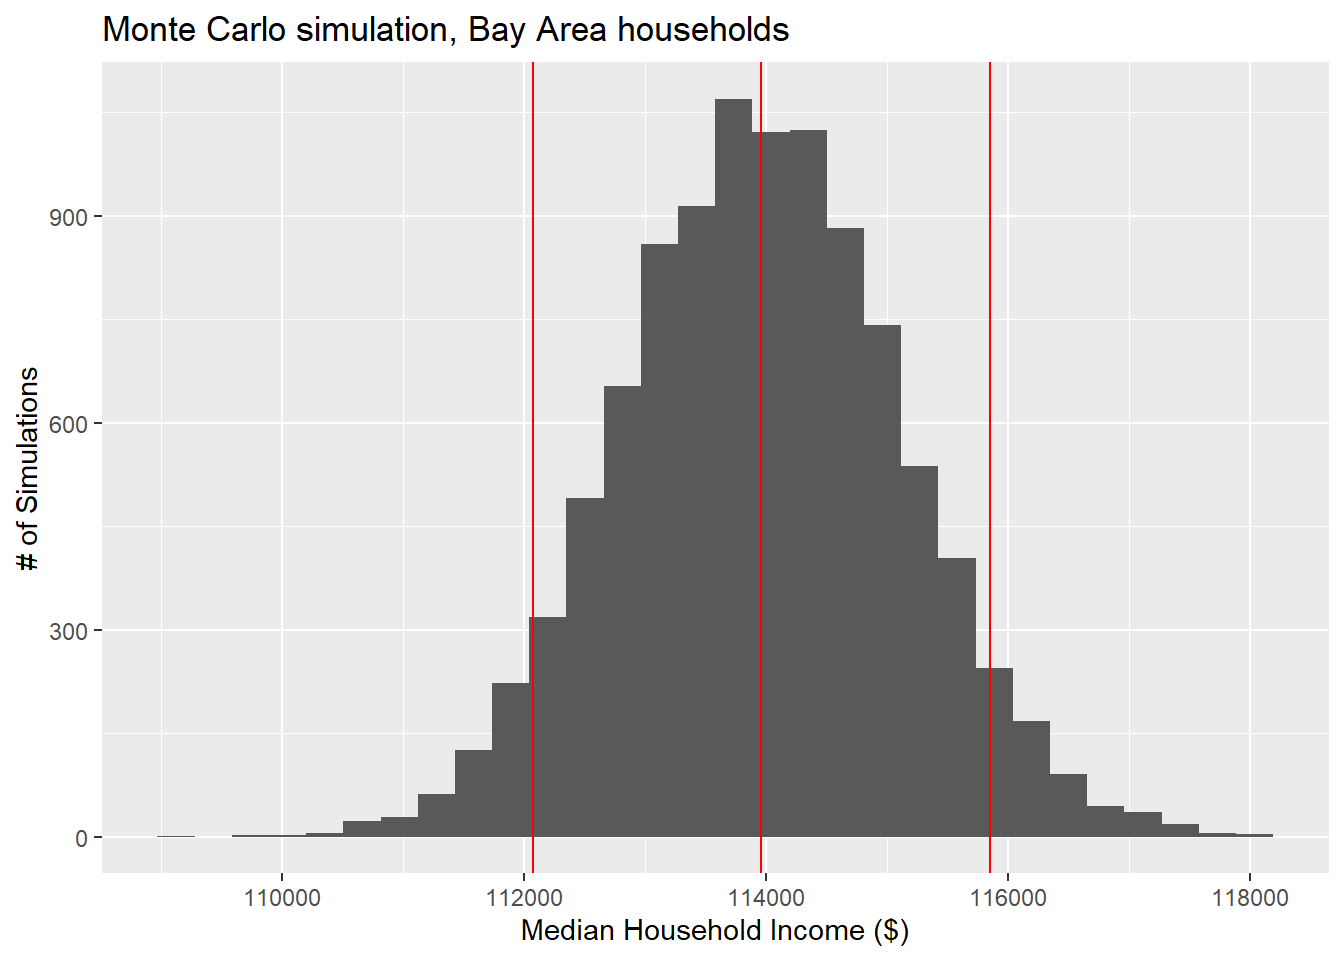 Monte Carlo simulation, Bay Area households
# of Simulations
900
600
300
0
110000 112000 114000 116000 118000
Median Household Income ($)